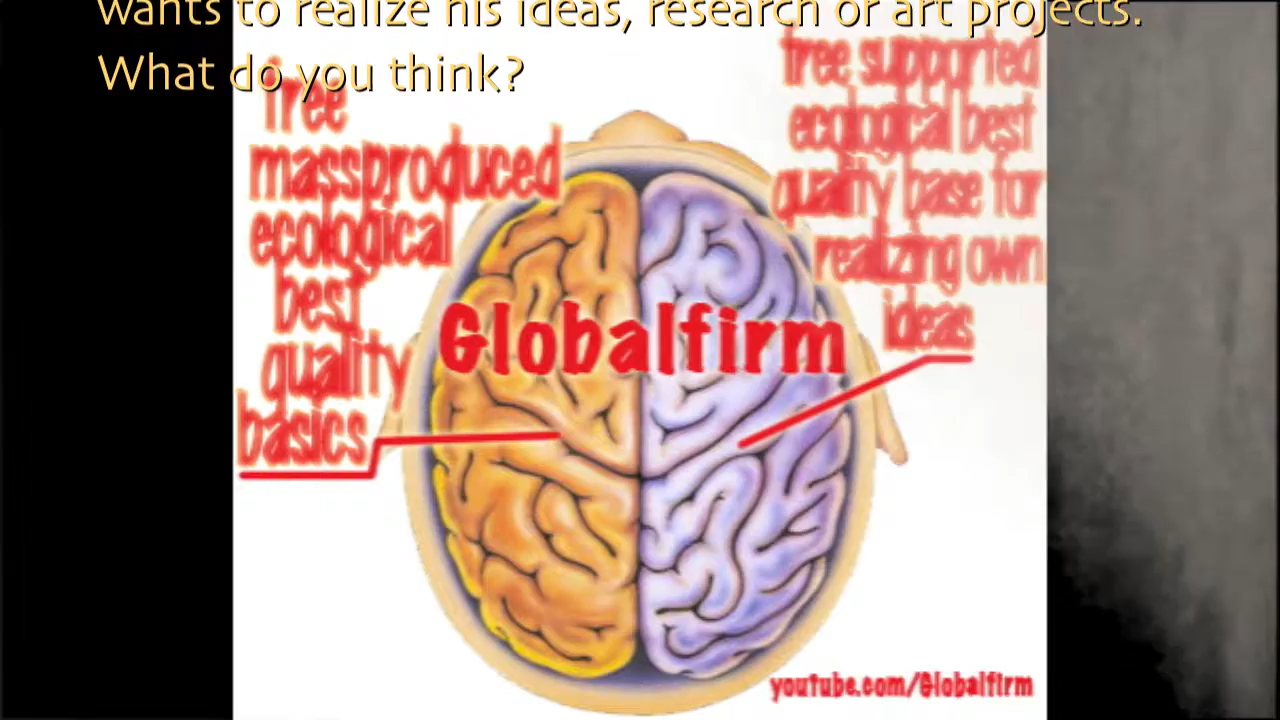 wants to realize his ideas, research or art projects.
What do you think?
free
massproduced
ecological
best
quality
basics
free supported
ecological best
quality base for
realizing own
ideas
Globalfirm
youtube.com/Globalfirm